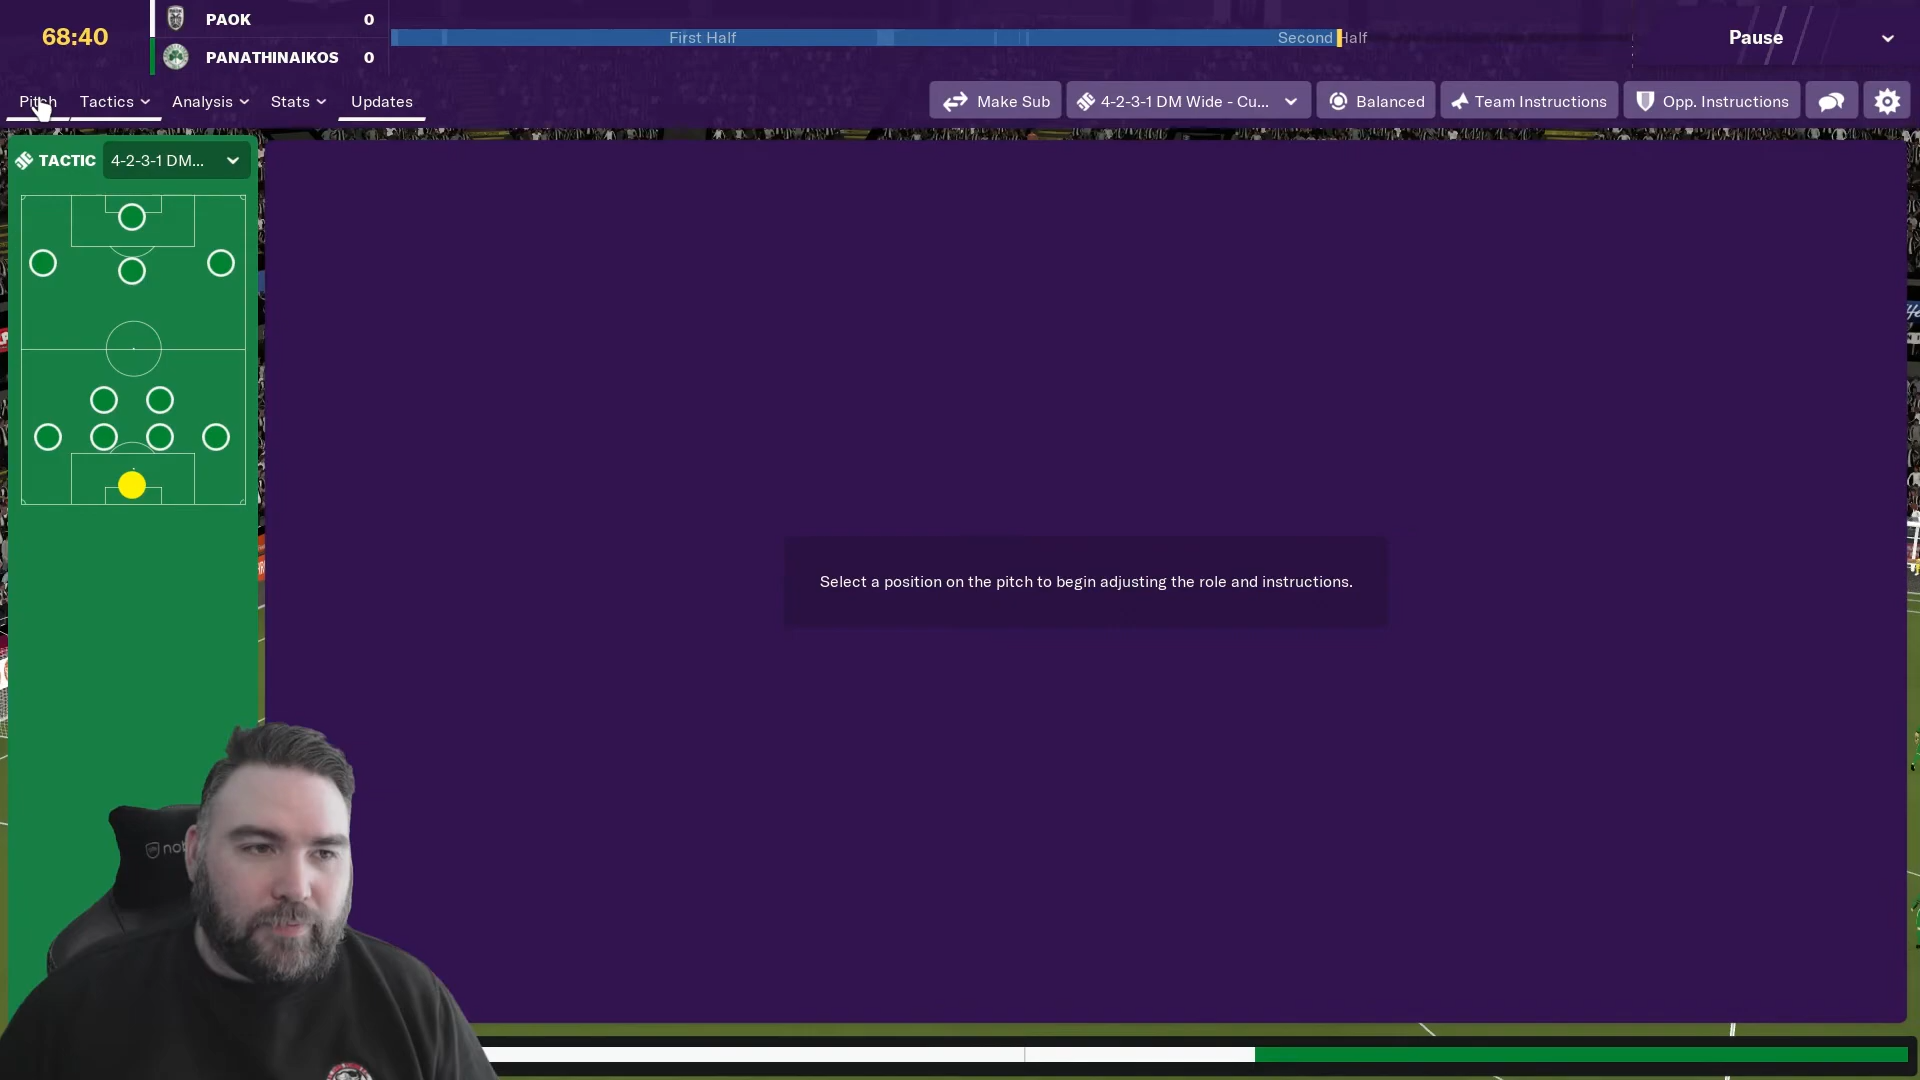 68:40
PAOK 0
PANATHINAIKOS 0
First Half
Second Half
Pause
Pitch
Tactics
Analysis
Stats
Updates
Make Sub
4-2-3-1 DM Wide - Cu...
Balanced
Team Instructions
Opp. Instructions
TACTIC
4-2-3-1 DM...
Select a position on the pitch to begin adjusting the role and instructions.